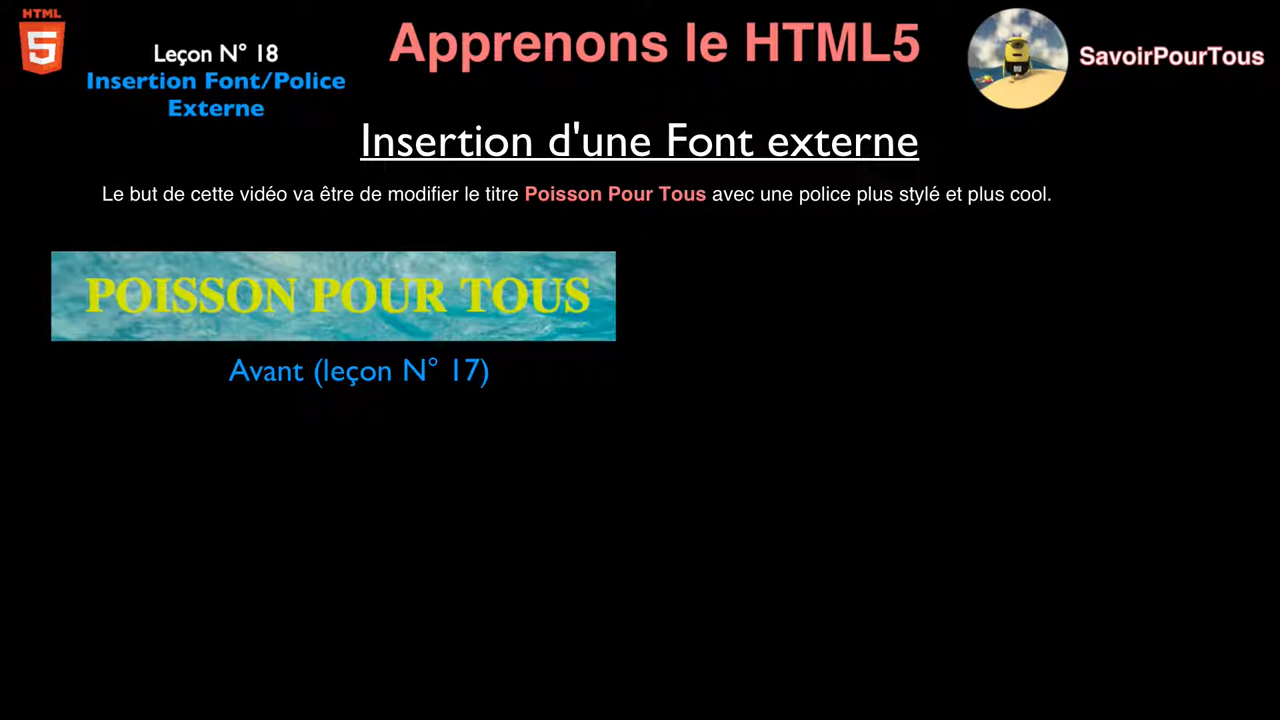 HTML
5
Leçon N° 18
Insertion Font/Police
Externe
Apprenons le HTML5
SavoirPourTous
Insertion d'une Font externe
Le but de cette vidéo va être de modifier le titre Poisson Pour Tous avec une police plus stylé et plus cool.
POISSON POUR TOUS
Avant (leçon N° 17)